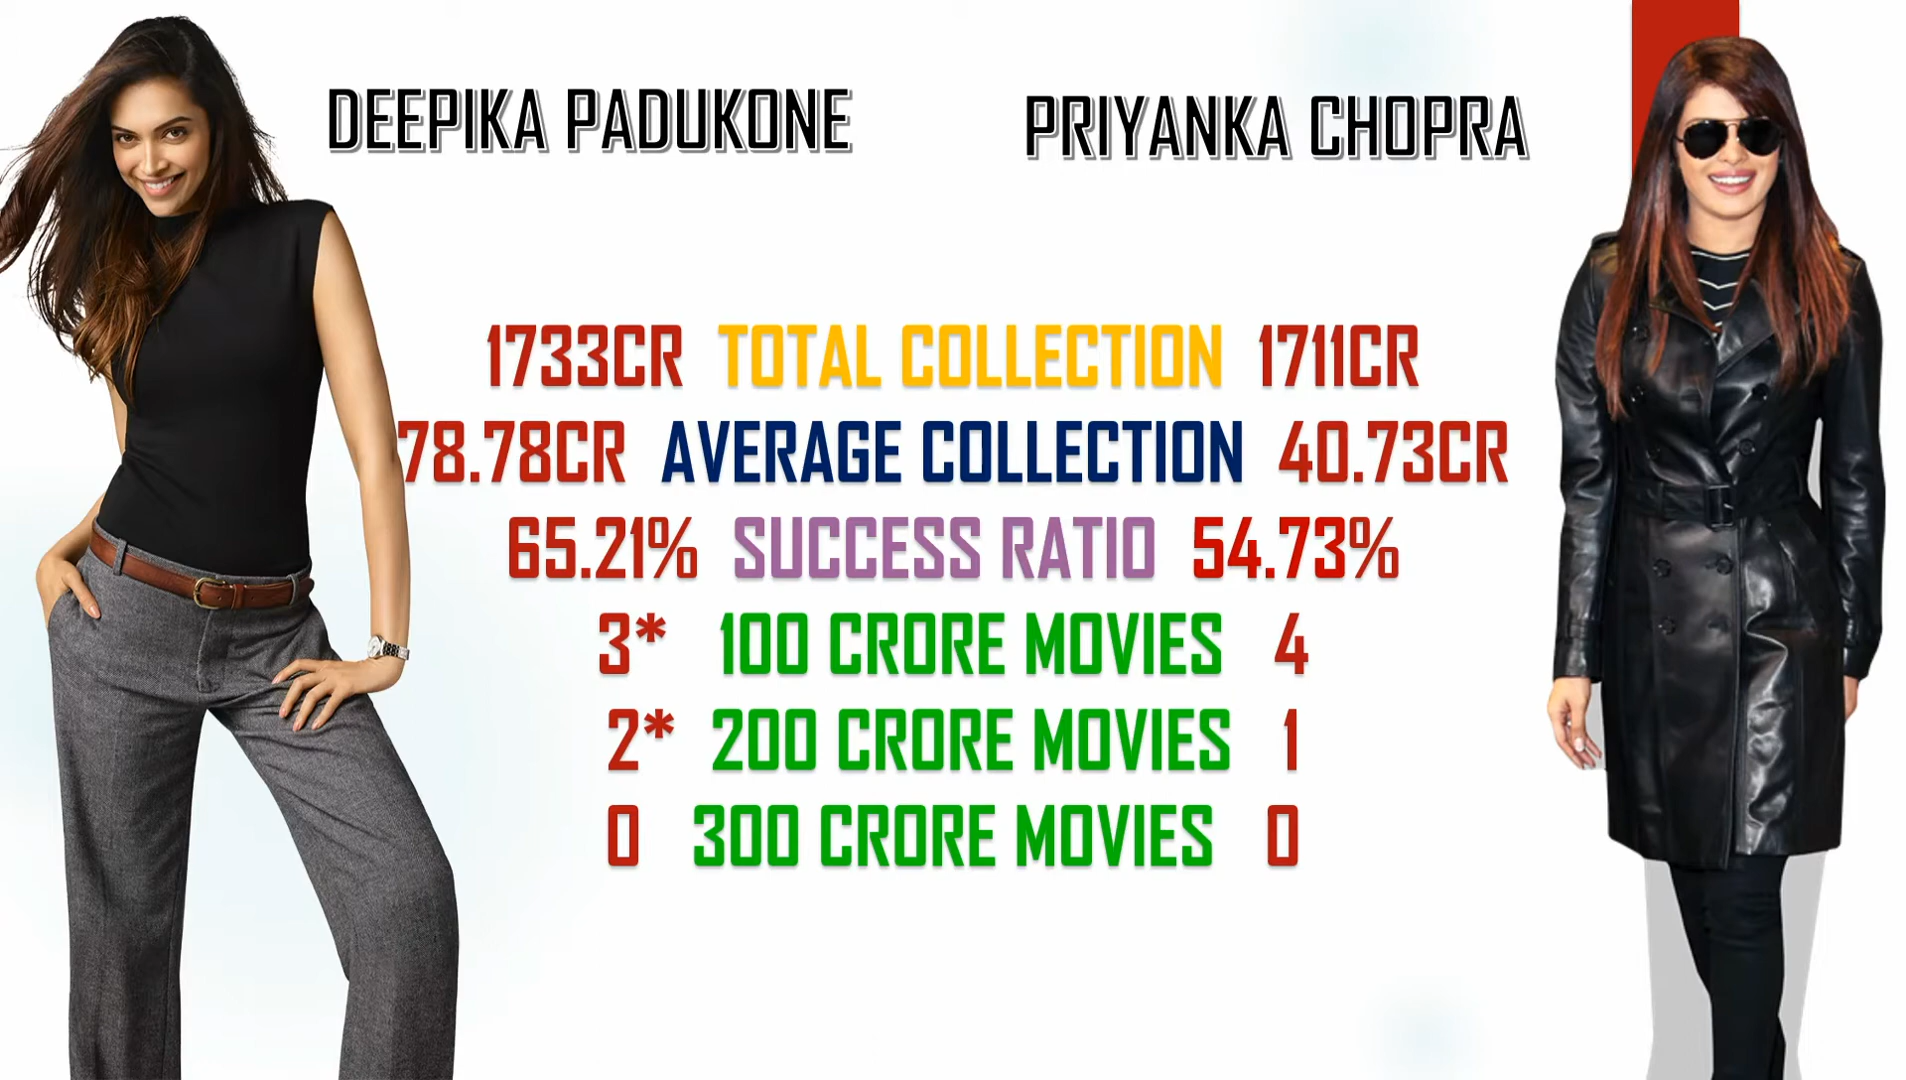 DEEPIKA PADUKONE
PRIYANKA CHOPRA
1733CR TOTAL COLLECTION 1711CR
78.78CR AVERAGE COLLECTION 40.73CR
65.21% SUCCESS RATIO 54.73%
3* 100 CRORE MOVIES 4
2* 200 CRORE MOVIES 1
0 300 CRORE MOVIES 0